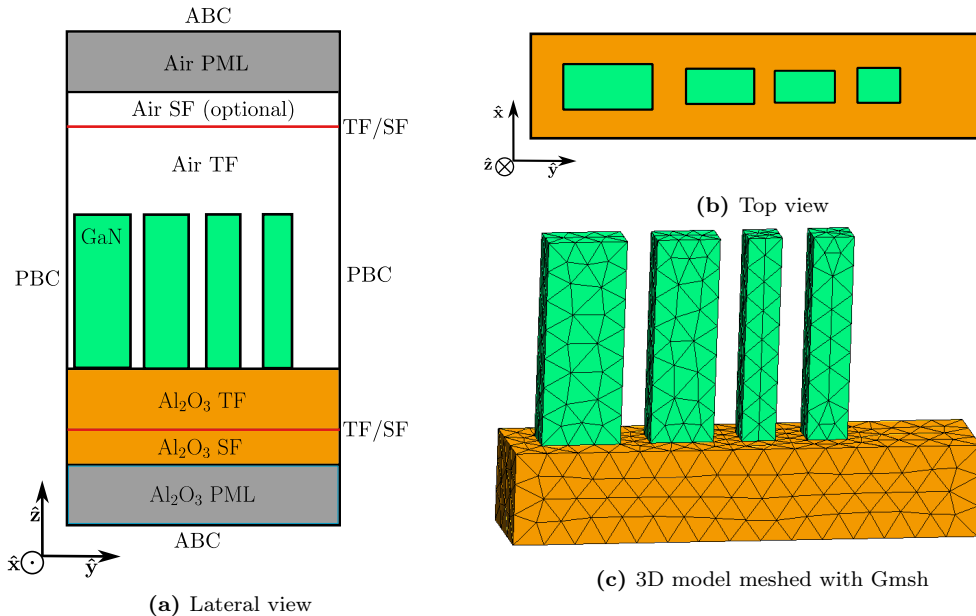 ABC
Air PML
Air SF (optional)
TF/SF
Air TF
GaN
PBC
PBC
Al₂O₃ TF
TF/SF
Al₂O₃ SF
Al₂O₃ PML
ABC
ẑ
x̂
ŷ
(a) Lateral view
x̂
ẑ
ŷ
(b) Top view
(c) 3D model meshed with Gmsh